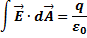 ∫ E⃗ · dA⃗ = q/ε₀